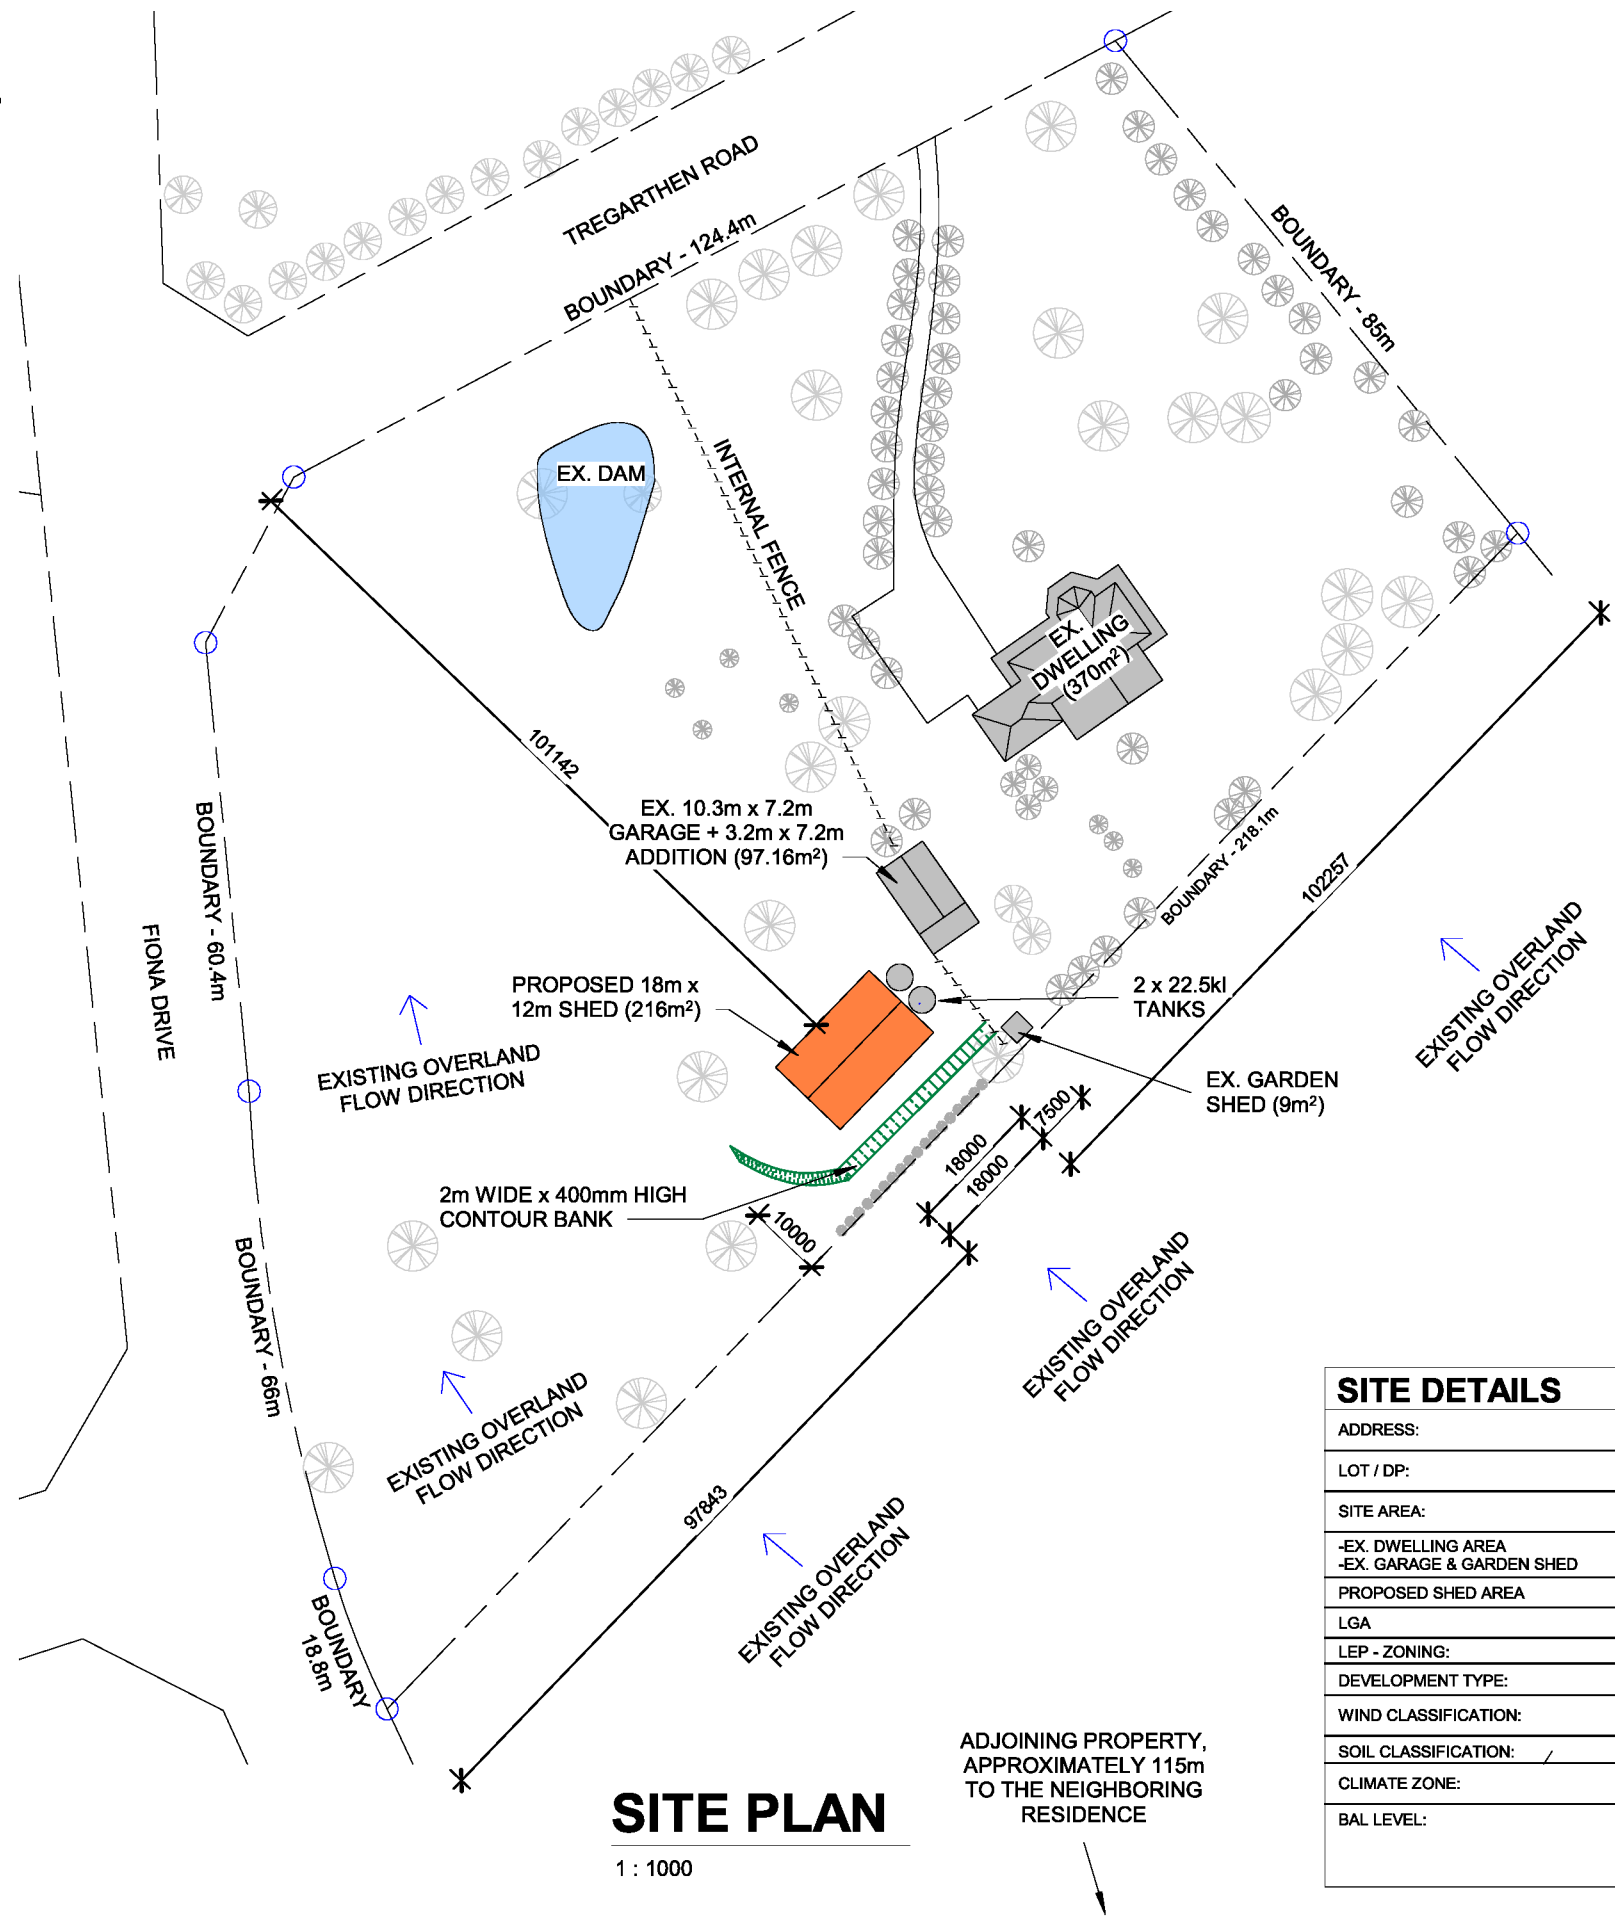 TREGARTHEN ROAD
BOUNDARY - 124.4m
BOUNDARY - 85m
EX. DAM
INTERNAL FENCE
EX.
DWELLING
(370m²)
101142
EX. 10.3m x 7.2m
GARAGE + 3.2m x 7.2m
ADDITION (97.16m²)
BOUNDARY - 218.1m
102257
BOUNDARY - 60.4m
FIONA DRIVE
PROPOSED 18m x
12m SHED (216m²)
2 x 22.5kl
TANKS
EXISTING OVERLAND
FLOW DIRECTION
EXISTING OVERLAND
FLOW DIRECTION
EX. GARDEN
SHED (9m²)
7500
18000
18000
2m WIDE x 400mm HIGH
CONTOUR BANK
10000
BOUNDARY - 66m
EXISTING OVERLAND
FLOW DIRECTION
EXISTING OVERLAND
FLOW DIRECTION
97843
EXISTING OVERLAND
FLOW DIRECTION
BOUNDARY
18.8m
SITE PLAN
1 : 1000
ADJOINING PROPERTY,
APPROXIMATELY 115m
TO THE NEIGHBORING
RESIDENCE
SITE DETAILS
ADDRESS:
LOT / DP:
SITE AREA:
-EX. DWELLING AREA
-EX. GARAGE & GARDEN SHED
PROPOSED SHED AREA
LGA
LEP - ZONING:
DEVELOPMENT TYPE:
WIND CLASSIFICATION:
SOIL CLASSIFICATION:
CLIMATE ZONE:
BAL LEVEL: